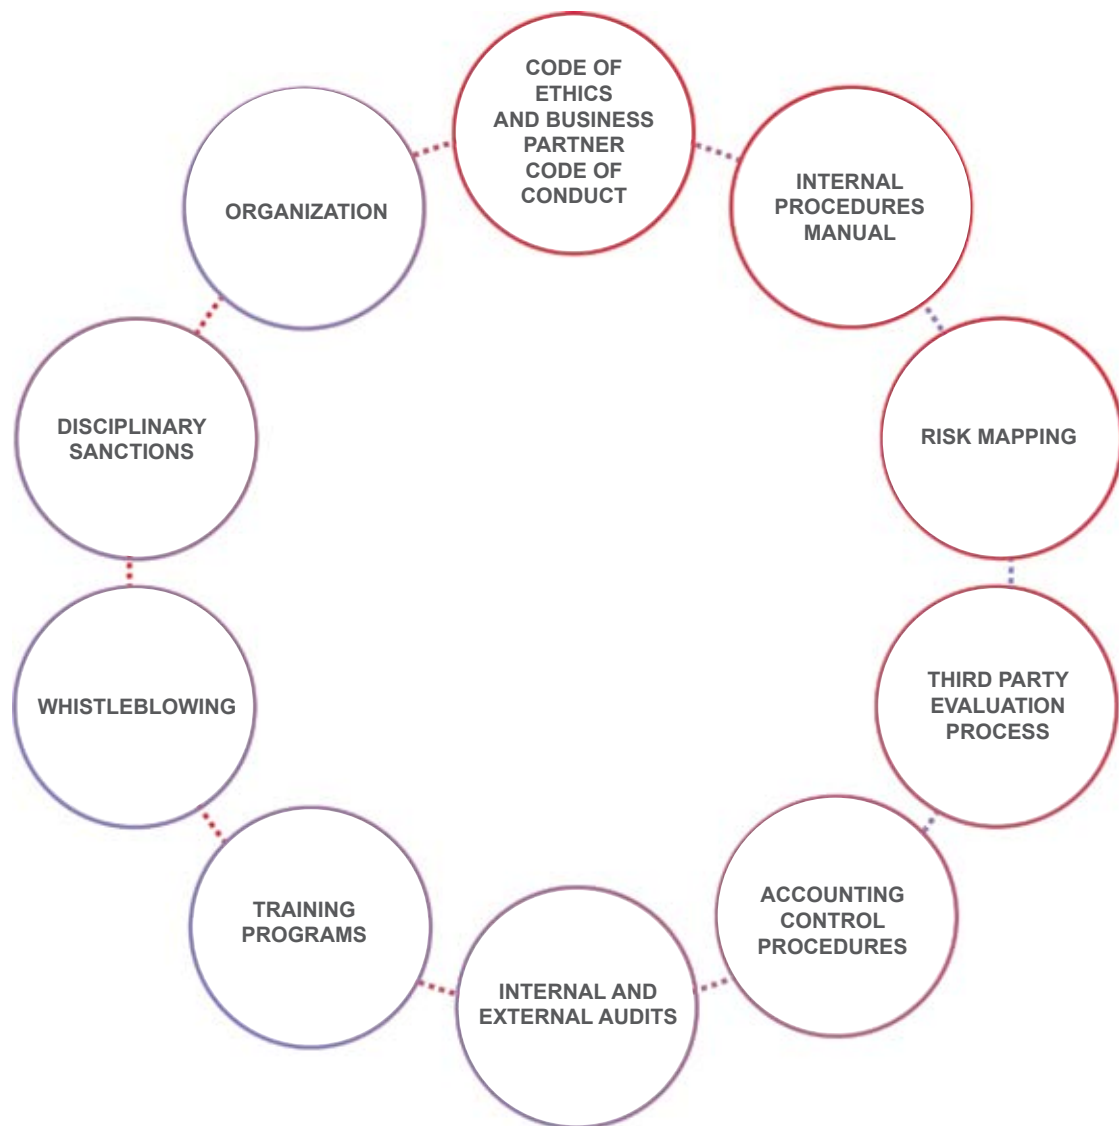 CODE OF
ETHICS
AND BUSINESS
PARTNER
CODE OF
CONDUCT
INTERNAL
PROCEDURES
MANUAL
RISK MAPPING
THIRD PARTY
EVALUATION
PROCESS
ACCOUNTING
CONTROL
PROCEDURES
INTERNAL AND
EXTERNAL AUDITS
TRAINING
PROGRAMS
WHISTLEBLOWING
DISCIPLINARY
SANCTIONS
ORGANIZATION